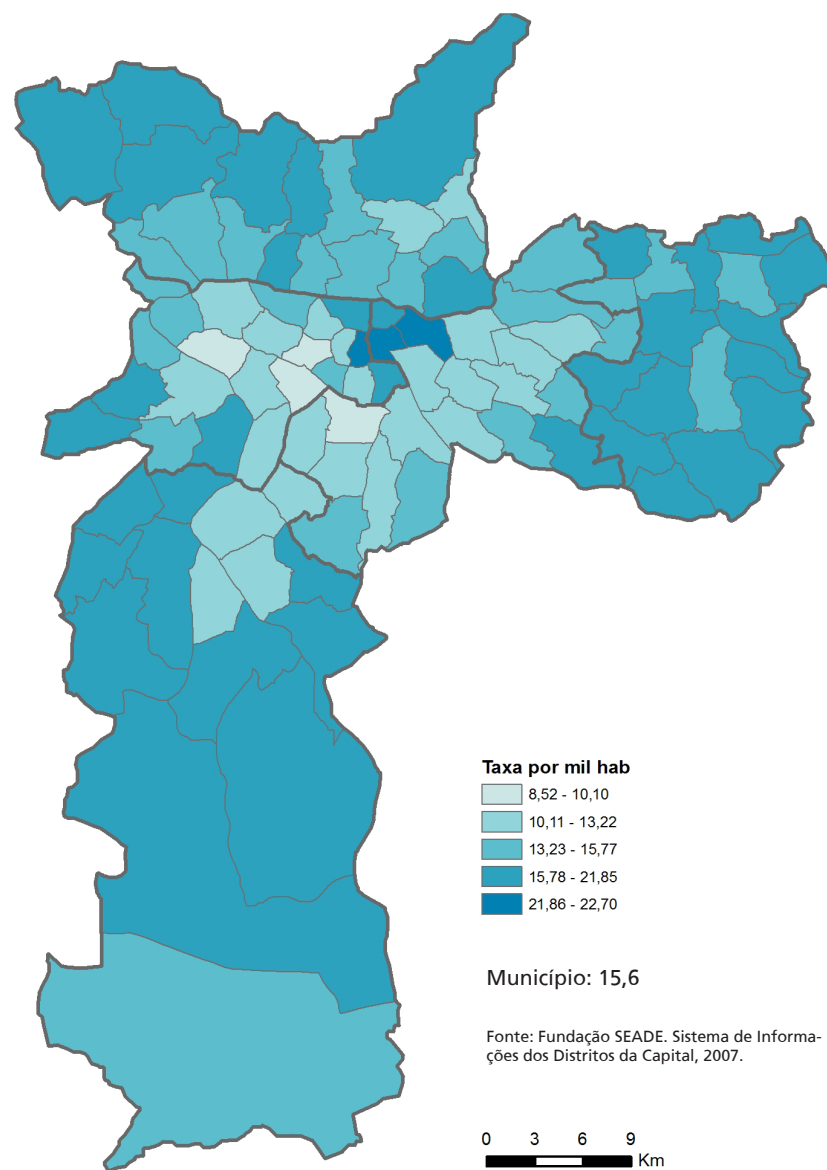 Taxa por mil hab
8,52 - 10,10
10,11 - 13,22
13,23 - 15,77
15,78 - 21,85
21,86 - 22,70
Município: 15,6
Fonte: Fundação SEADE. Sistema de Informa-
ções dos Distritos da Capital, 2007.
0 3 6 9
Km